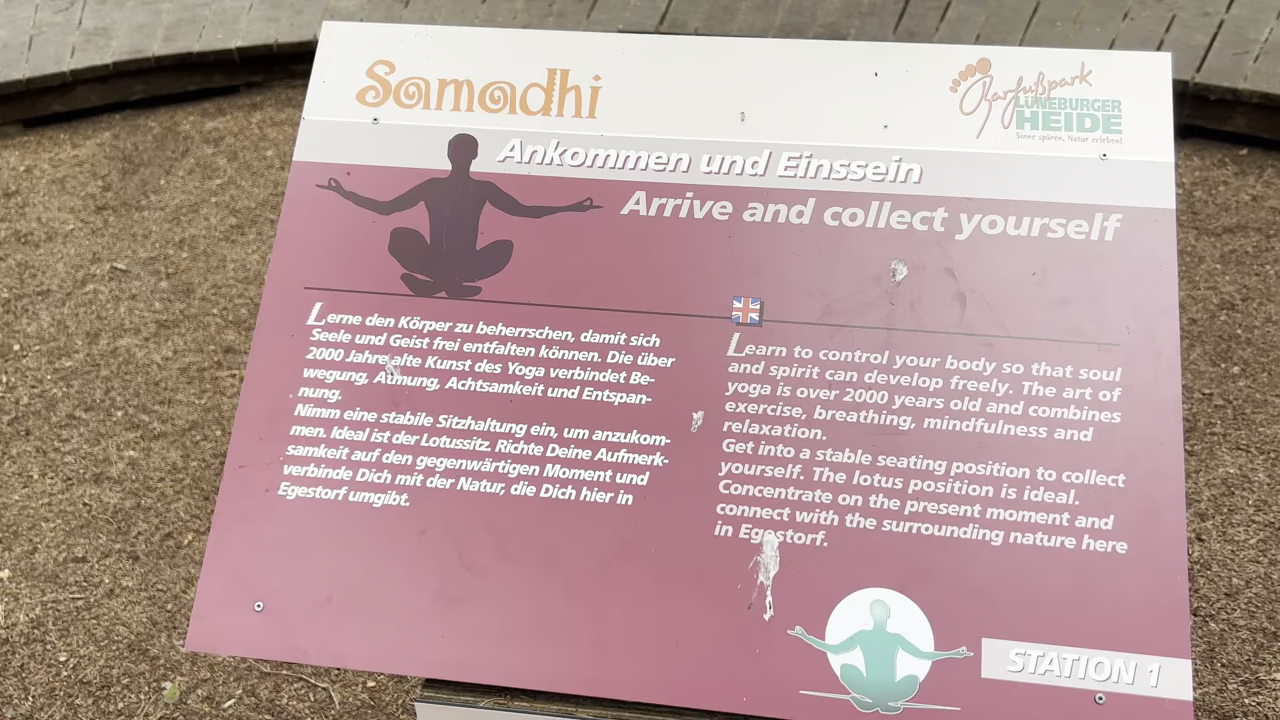 Samadhi
Barfußpark
LÜNEBURGER
HEIDE
Sinne spüren, Natur erleben!
Ankommen und Einssein
Arrive and collect yourself
Lerne den Körper zu beherrschen, damit sich
Seele und Geist frei entfalten können. Die über
2000 Jahre alte Kunst des Yoga verbindet Be-
wegung, Atmung, Achtsamkeit und Entspan-
nung.
Nimm eine stabile Sitzhaltung ein, um anzukom-
men. Ideal ist der Lotussitz. Richte Deine Aufmerk-
samkeit auf den gegenwärtigen Moment und
verbinde Dich mit der Natur, die Dich hier in
Egestorf umgibt.
Learn to control your body so that soul
and spirit can develop freely. The art of
yoga is over 2000 years old and combines
exercise, breathing, mindfulness and
relaxation.
Get into a stable seating position to collect
yourself. The lotus position is ideal.
Concentrate on the present moment and
connect with the surrounding nature here
in Egestorf.
STATION 1